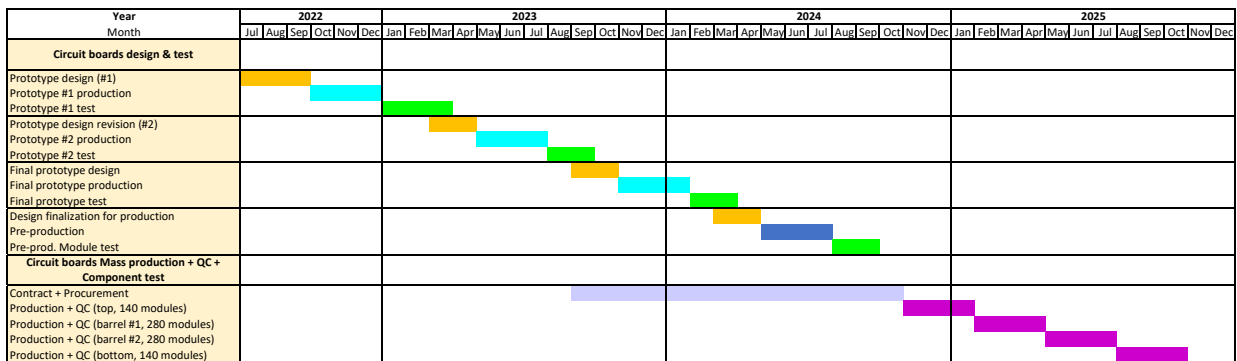 Year 2022 2023 2024 2025
Month Jul Aug Sep Oct Nov Dec Jan Feb Mar Apr May Jun Jul Aug Sep Oct Nov Dec Jan Feb Mar Apr May Jun Jul Aug Sep Oct Nov Dec Jan Feb Mar Apr May Jun Jul Aug Sep Oct Nov Dec
Circuit boards design & test
Prototype design (#1)
Prototype #1 production
Prototype #1 test
Prototype design revision (#2)
Prototype #2 production
Prototype #2 test
Final prototype design
Final prototype production
Final prototype test
Design finalization for production
Pre-production
Pre-prod. Module test
Circuit boards Mass production + QC +
Component test
Contract + Procurement
Production + QC (top, 140 modules)
Production + QC (barrel #1, 280 modules)
Production + QC (barrel #2, 280 modules)
Production + QC (bottom, 140 modules)